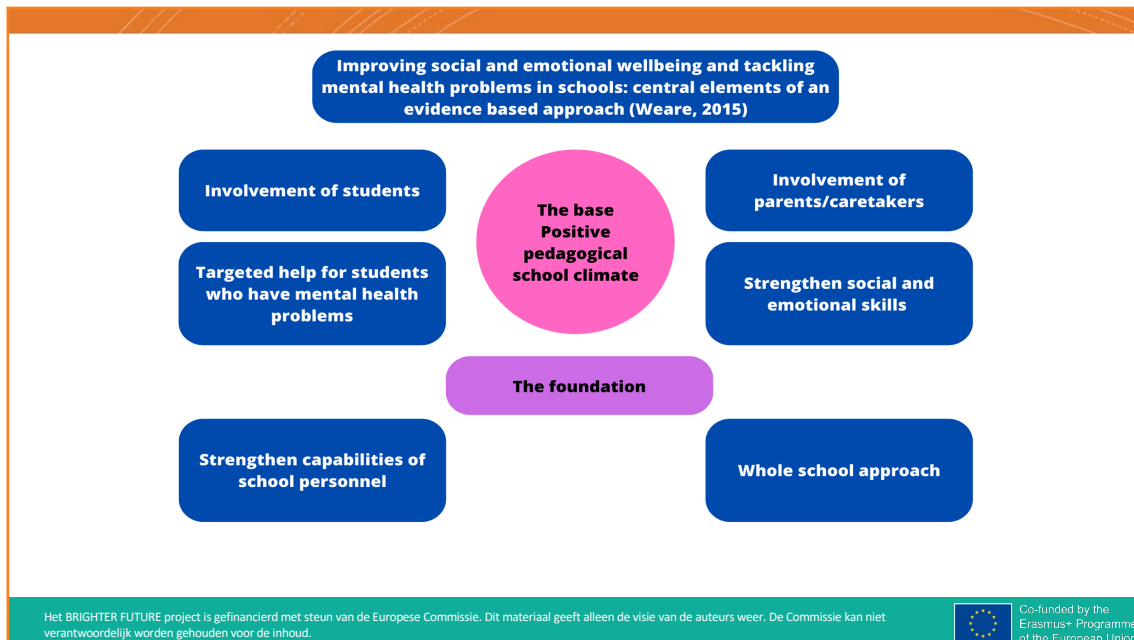 Improving social and emotional wellbeing and tackling
mental health problems in schools: central elements of an
evidence based approach (Weare, 2015)
Involvement of students
The base
Positive
pedagogical
school climate
Involvement of
parents/caretakers
Targeted help for students
who have mental health
problems
Strengthen social and
emotional skills
The foundation
Strengthen capabilities of
school personnel
Whole school approach
Het BRIGHTER FUTURE project is gefinancierd met steun van de Europese Commissie. Dit materiaal geeft alleen de visie van de auteurs weer. De Commissie kan niet
verantwoordelijk worden gehouden voor de inhoud.
Co-funded by the
Erasmus+ Programme
of the European Union